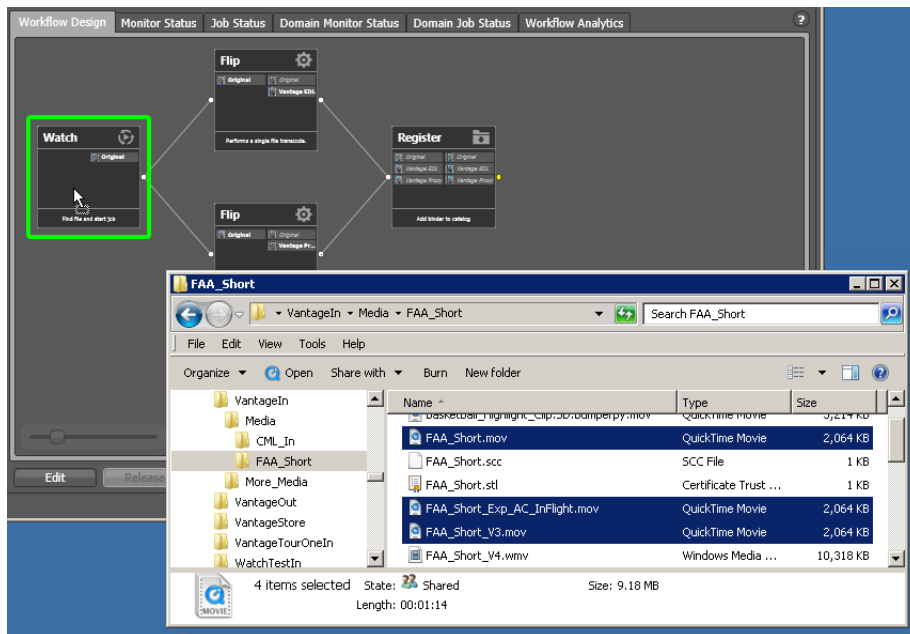 Workflow Design Monitor Status Job Status Domain Monitor Status Domain Job Status Workflow Analytics ?
Flip
Original Original
Vantage EDL
Performs a single file transcode.
Watch
Original
Find file and start job
Register
Original Original
Vantage EDL Vantage EDL
Vantage Proxy Vantage Proxy
Add binder to catalog
Flip
Original Original
Vantage Pr...
Edit Release
FAA_Short
VantageIn Media FAA_Short Search FAA_Short
File Edit View Tools Help
Organize Open Share with Burn New folder
VantageIn
Media
CML_In
FAA_Short
More_Media
VantageOut
VantageStore
VantageTourOneIn
WatchTestIn
Name Type Size
QuickTime Movie
FAA_Short.mov QuickTime Movie 2,064 KB
FAA_Short.scc SCC File 1 KB
FAA_Short.stl Certificate Trust ... 1 KB
FAA_Short_Exp_AC_InFlight.mov QuickTime Movie 2,064 KB
FAA_Short_V3.mov QuickTime Movie 2,064 KB
FAA_Short_V4.wmv Windows Media ... 10,318 KB
4 items selected State: Shared Size: 9.18 MB
Length: 00:01:14
MOVIE